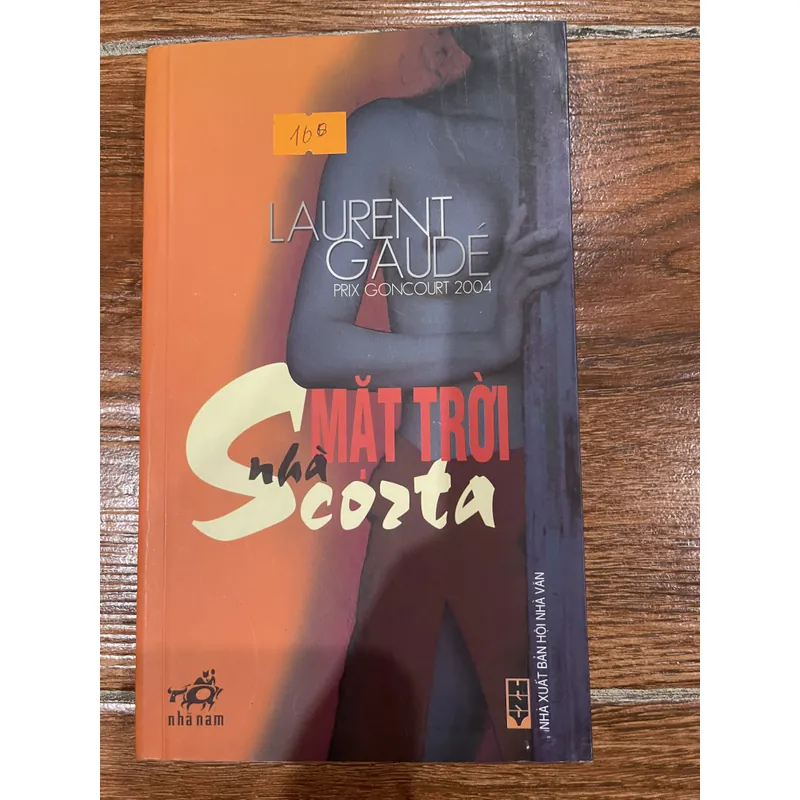 160
LAURENT
GAUDÉ
PRIX GONCOURT 2004
MẶT TRỜI
nhà
Scorta
nhã nam
NHÀ XUẤT BẢN HỘI NHÀ VĂN